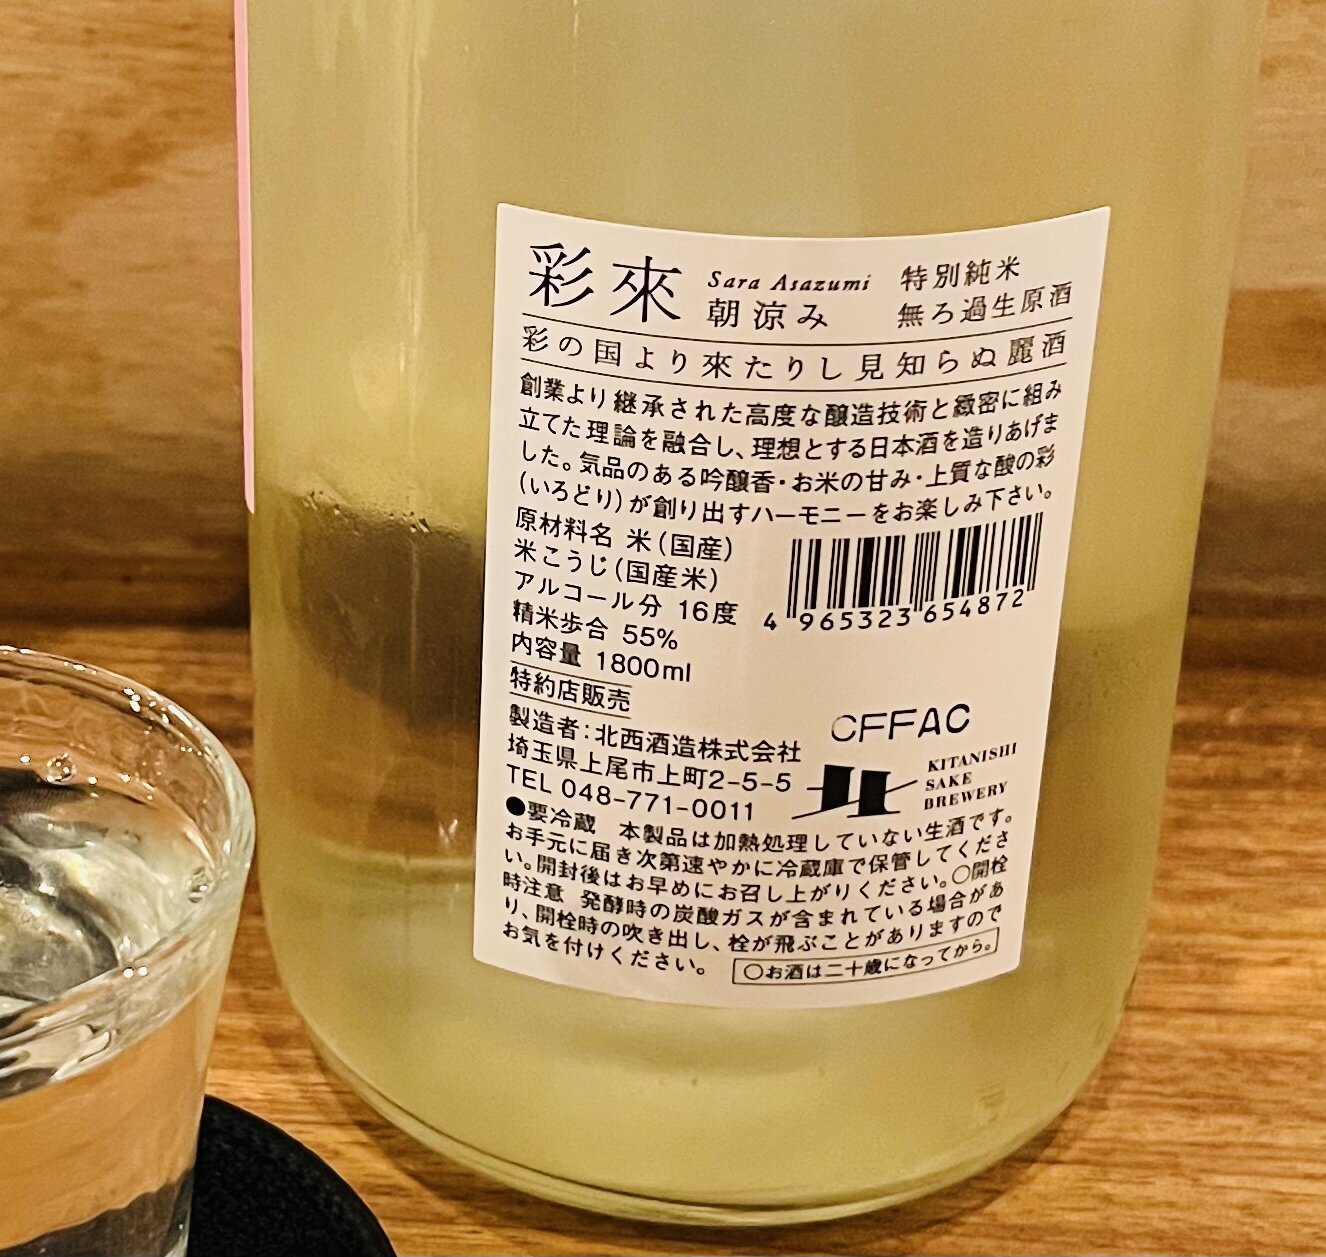 彩來 Sara Asazumi 朝涼み 特別純米 無ろ過生原酒
彩の国より來たりし見知らぬ麗酒
創業より継承された高度な醸造技術と緻密に組み
立てた理論を融合し、理想とする日本酒を造りあげま
した。気品のある吟醸香・お米の甘み・上質な酸の彩
(いろどり)が創り出すハーモニーをお楽しみ下さい。
原材料名 米(国産)
米こうじ(国産米)
アルコール分 16度
精米歩合 55%
内容量 1800ml
4 965323 654872
特約店販売
製造者:北西酒造株式会社
埼玉県上尾市上町2-5-5
TEL 048-771-0011
CFFAC
KITANISHI
SAKE
BREWERY
●要冷蔵 本製品は加熱処理していない生酒です。
お手元に届き次第速やかに冷蔵庫で保管してくださ
い。開封後はお早めにお召し上がりください。○開栓
時注意 発酵時の炭酸ガスが含まれている場合があ
り、開栓時の吹き出し、栓が飛ぶことがありますので
お気を付けください。 ○お酒は二十歳になってから。